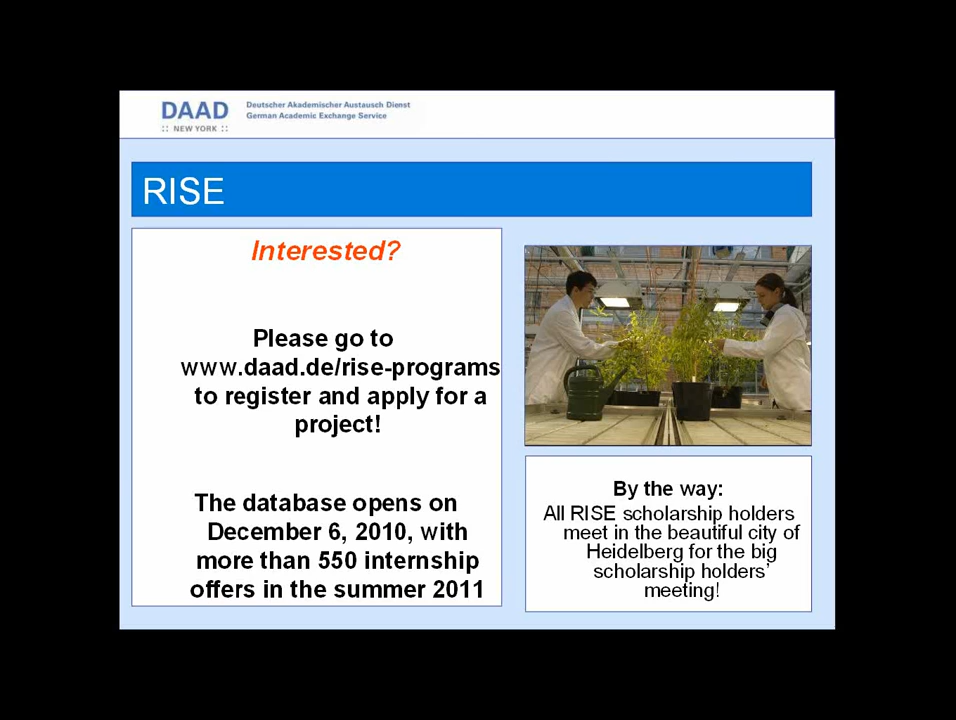 DAAD
:: NEW YORK ::
Deutscher Akademischer Austausch Dienst
German Academic Exchange Service
RISE
Interested?
Please go to
www.daad.de/rise-programs
to register and apply for a
project!
The database opens on
December 6, 2010, with
more than 550 internship
offers in the summer 2011
By the way:
All RISE scholarship holders
meet in the beautiful city of
Heidelberg for the big
scholarship holders'
meeting!